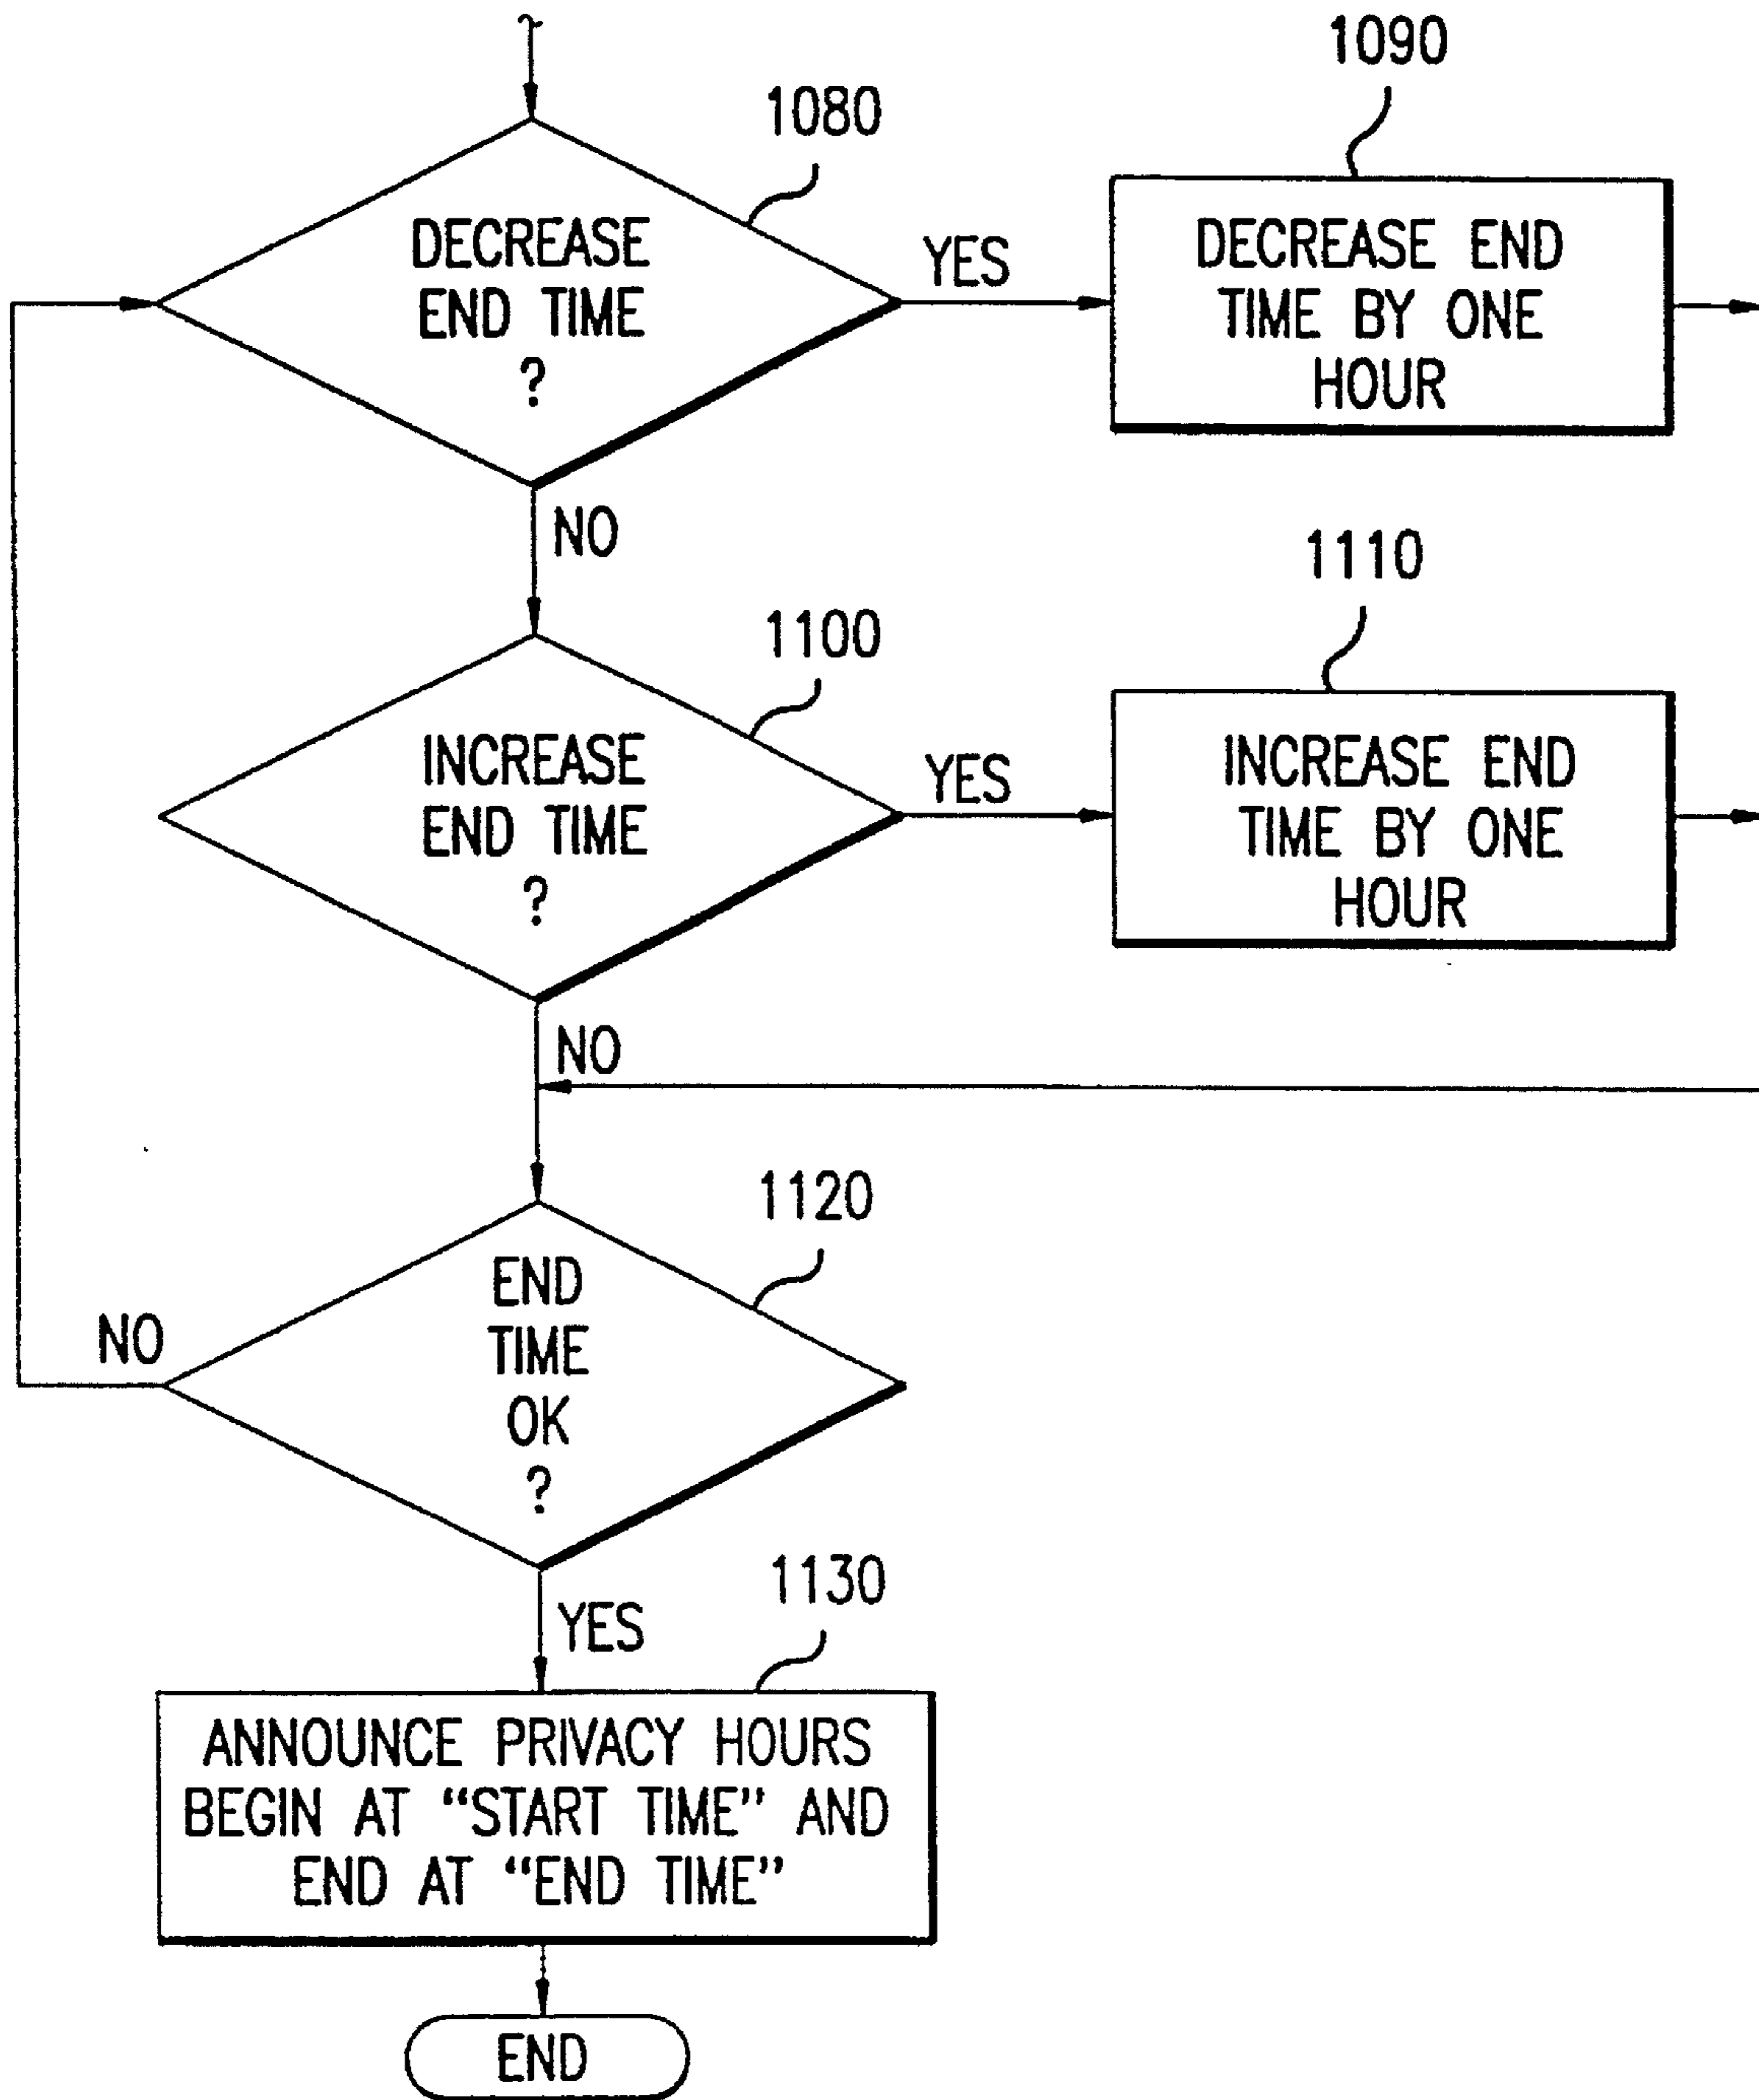 1090
1080
DECREASE
END TIME
?
YES
DECREASE END
TIME BY ONE
HOUR
NO
1110
1100
INCREASE
END TIME
?
YES
INCREASE END
TIME BY ONE
HOUR
NO
1120
END
TIME
OK
?
NO
1130
YES
ANNOUNCE PRIVACY HOURS
BEGIN AT “START TIME” AND
END AT “END TIME”
END